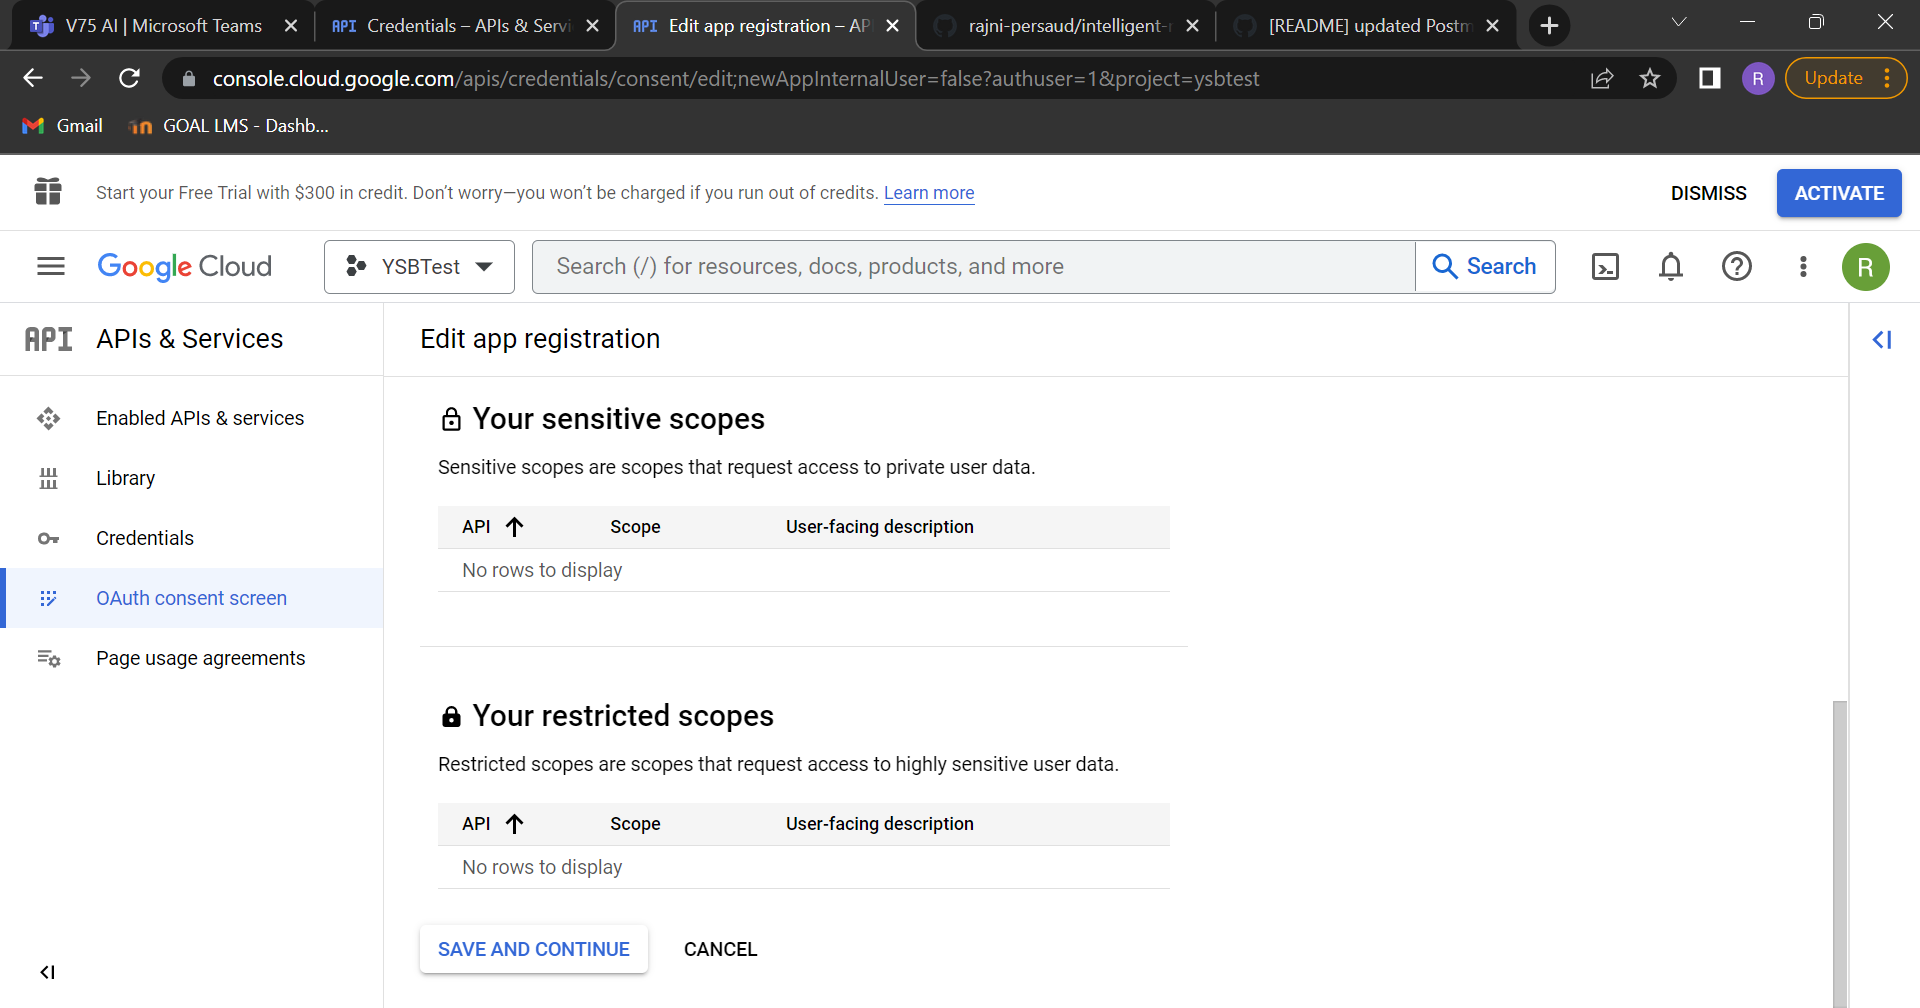 V75 AI | Microsoft Teams
API Credentials – APIs & Servi
API Edit app registration – AP
rajni-persaud/intelligent-r
[README] updated Postm
console.cloud.google.com/apis/credentials/consent/edit;newAppInternalUser=false?authuser=1&project=ysbtest
R
Update
Gmail
GOAL LMS - Dashb...
Start your Free Trial with $300 in credit. Don't worry—you won't be charged if you run out of credits. Learn more
DISMISS
ACTIVATE
Google Cloud
YSBTest
Search (/) for resources, docs, products, and more
Search
R
API APIs & Services
Edit app registration
Enabled APIs & services
Library
Credentials
OAuth consent screen
Page usage agreements
Your sensitive scopes
Sensitive scopes are scopes that request access to private user data.
API Scope User-facing description
No rows to display
Your restricted scopes
Restricted scopes are scopes that request access to highly sensitive user data.
API Scope User-facing description
No rows to display
SAVE AND CONTINUE
CANCEL